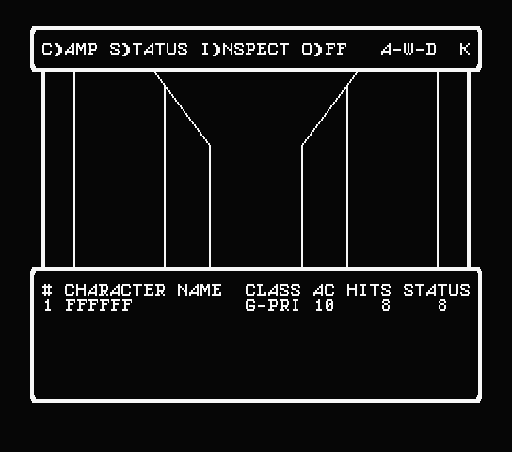 C)AMP S)TATUS I)NSPECT O)FF A-W-D K
# CHARACTER NAME CLASS AC HITS STATUS
1 FFFFFF G-PRI 10 8 8